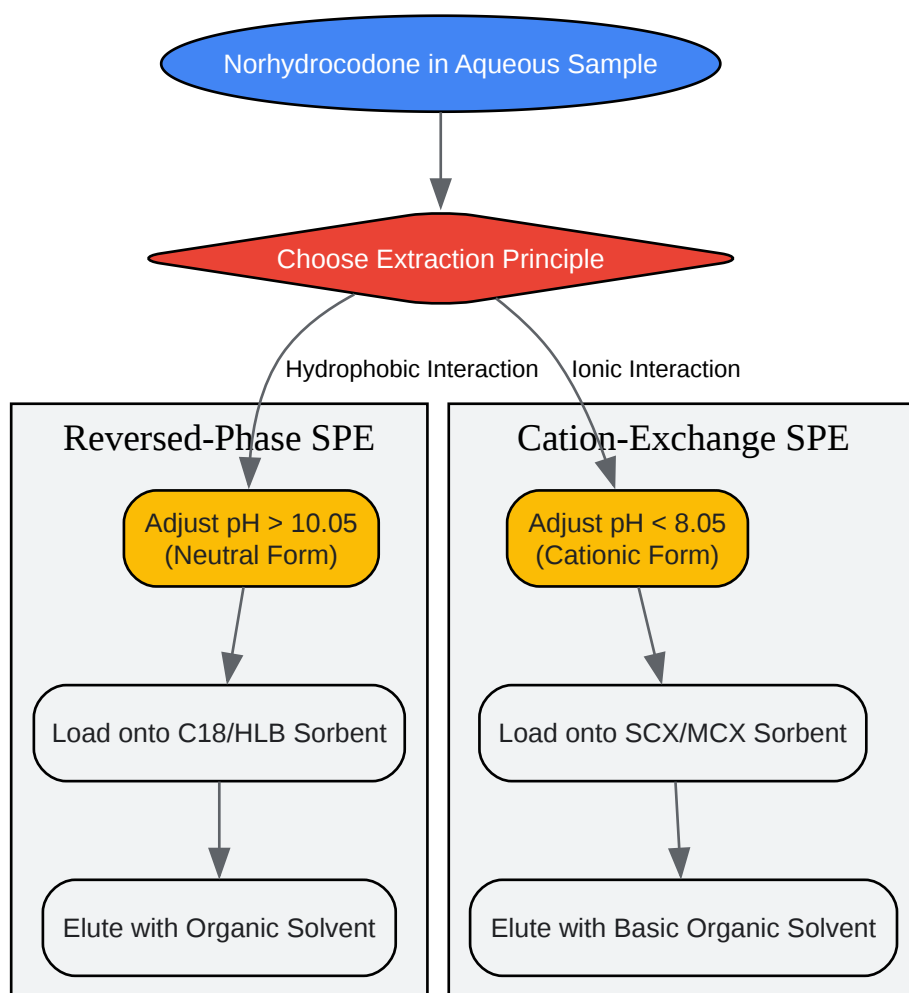 Norhydrocodone in Aqueous Sample
Choose Extraction Principle
Hydrophobic Interaction
Ionic Interaction
Reversed-Phase SPE
Adjust pH > 10.05
(Neutral Form)
Load onto C18/HLB Sorbent
Elute with Organic Solvent
Cation-Exchange SPE
Adjust pH < 8.05
(Cationic Form)
Load onto SCX/MCX Sorbent
Elute with Basic Organic Solvent